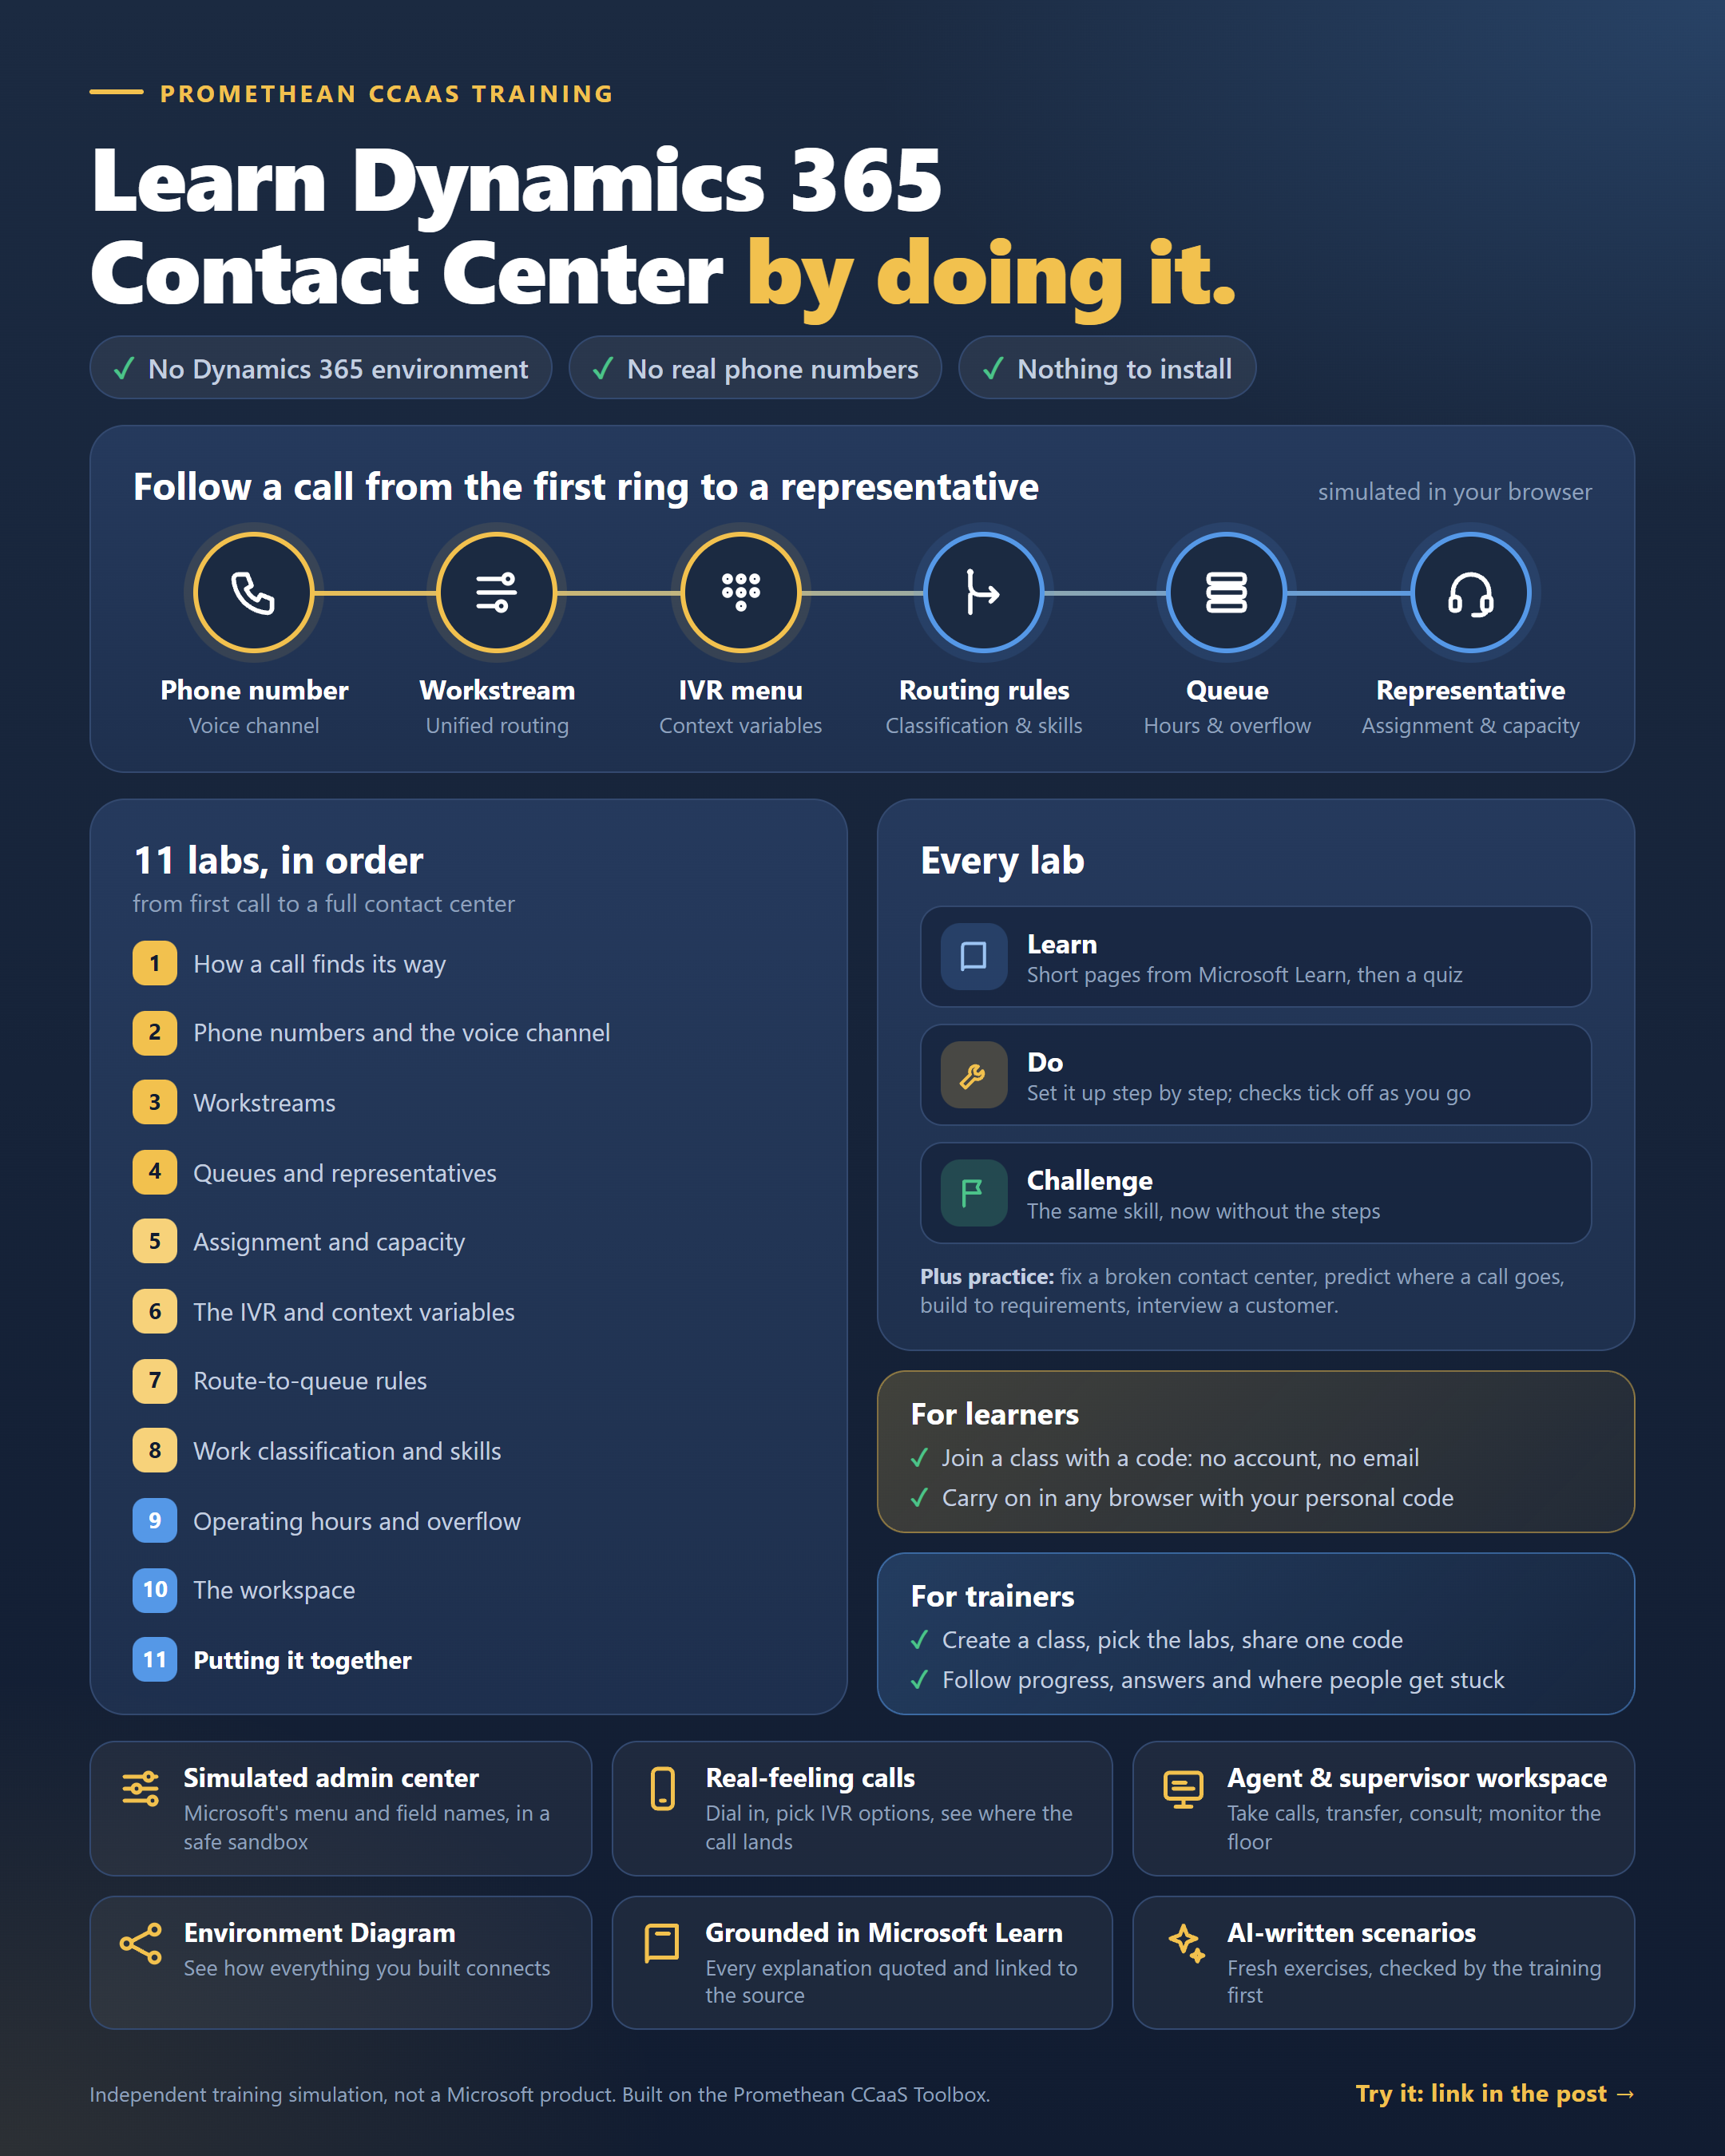 PROMETHEAN CCAAS TRAINING
Learn Dynamics 365
Contact Center by doing it.
✓ No Dynamics 365 environment
✓ No real phone numbers
✓ Nothing to install
Follow a call from the first ring to a representative
simulated in your browser
Phone number
Voice channel
Workstream
Unified routing
IVR menu
Context variables
Routing rules
Classification & skills
Queue
Hours & overflow
Representative
Assignment & capacity
11 labs, in order
from first call to a full contact center
1 How a call finds its way
2 Phone numbers and the voice channel
3 Workstreams
4 Queues and representatives
5 Assignment and capacity
6 The IVR and context variables
7 Route-to-queue rules
8 Work classification and skills
9 Operating hours and overflow
10 The workspace
11 Putting it together
Every lab
Learn
Short pages from Microsoft Learn, then a quiz
Do
Set it up step by step; checks tick off as you go
Challenge
The same skill, now without the steps
Plus practice: fix a broken contact center, predict where a call goes,
build to requirements, interview a customer.
For learners
✓ Join a class with a code: no account, no email
✓ Carry on in any browser with your personal code
For trainers
✓ Create a class, pick the labs, share one code
✓ Follow progress, answers and where people get stuck
Simulated admin center
Microsoft's menu and field names, in a
safe sandbox
Real-feeling calls
Dial in, pick IVR options, see where the
call lands
Agent & supervisor workspace
Take calls, transfer, consult; monitor the
floor
Environment Diagram
See how everything you built connects
Grounded in Microsoft Learn
Every explanation quoted and linked to
the source
AI-written scenarios
Fresh exercises, checked by the training
first
Independent training simulation, not a Microsoft product. Built on the Promethean CCaaS Toolbox.
Try it: link in the post →